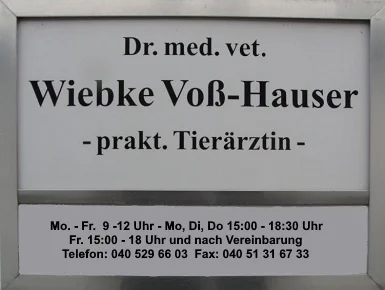 Dr. med. vet.
Wiebke Voß-Hauser
- prakt. Tierärztin -
Mo. - Fr. 9 -12 Uhr - Mo, Di, Do 15:00 - 18:30 Uhr
Fr. 15:00 - 18 Uhr und nach Vereinbarung
Telefon: 040 529 66 03 Fax: 040 51 31 67 33